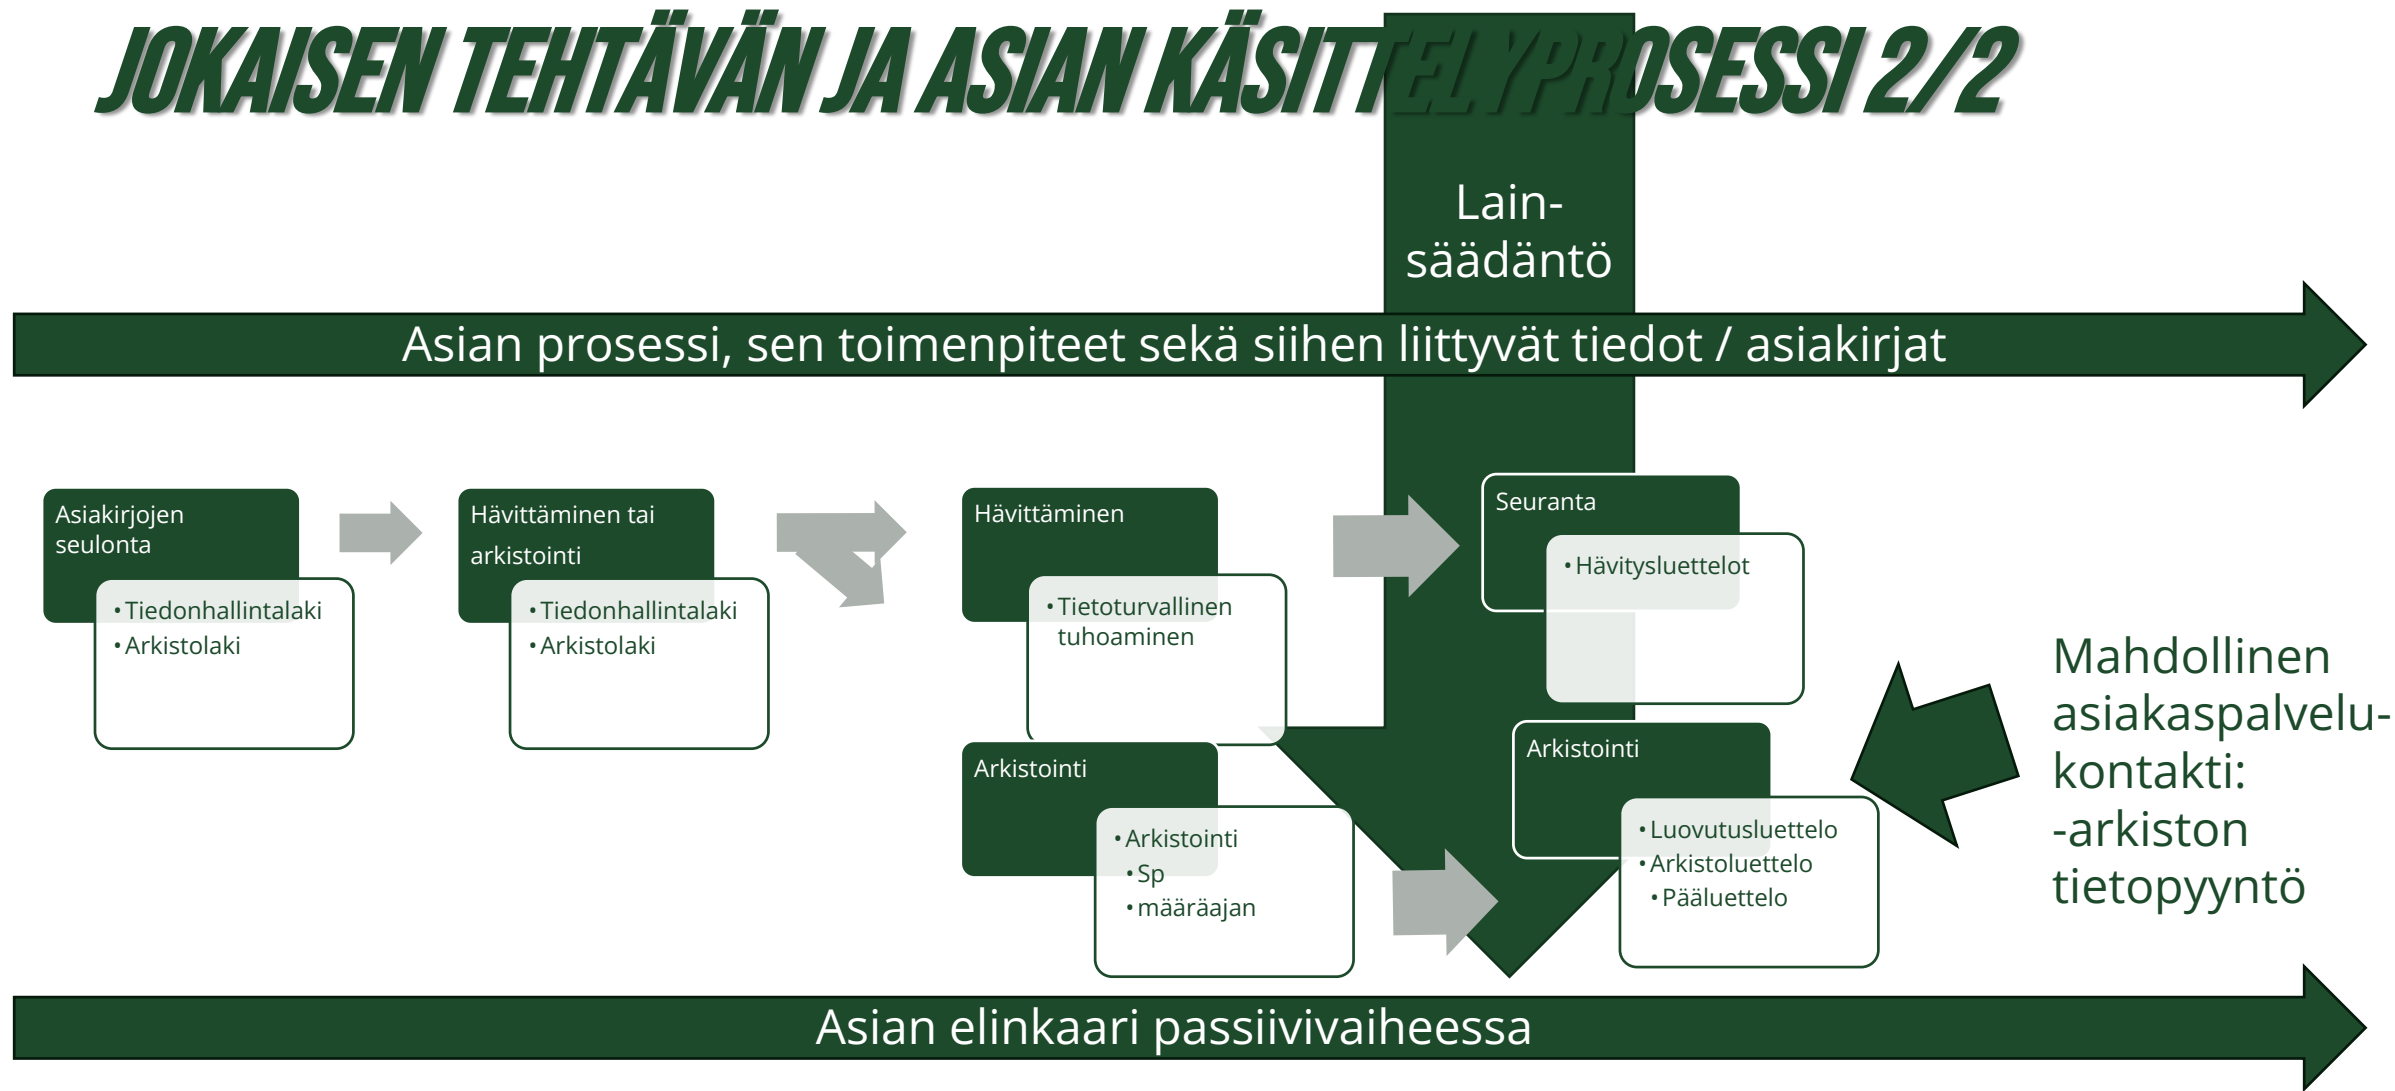 JOKAISEN TEHTÄVÄN JA ASIAN KÄSITTELYPROSESSI 2/2
Lain-
säädäntö
Asian prosessi, sen toimenpiteet sekä siihen liittyvät tiedot / asiakirjat
Asiakirjojen
seulonta
•Tiedonhallintalaki
•Arkistolaki
Hävittäminen tai
arkistointi
•Tiedonhallintalaki
•Arkistolaki
Hävittäminen
•Tietoturvallinen
tuhoaminen
Arkistointi
•Arkistointi
•Sp
•määräajan
Seuranta
•Hävitysluettelot
Arkistointi
•Luovutusluettelo
•Arkistoluettelo
•Pääluettelo
Mahdollinen
asiakaspalvelu-
kontakti:
-arkiston
tietopyyntö
Asian elinkaari passiivivaiheessa